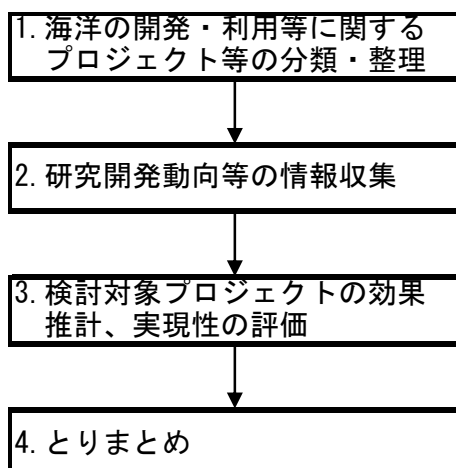 1. 海洋の開発・利用等に関する
プロジェクト等の分類・整理
2. 研究開発動向等の情報収集
3. 検討対象プロジェクトの効果
推計、実現性の評価
4. とりまとめ